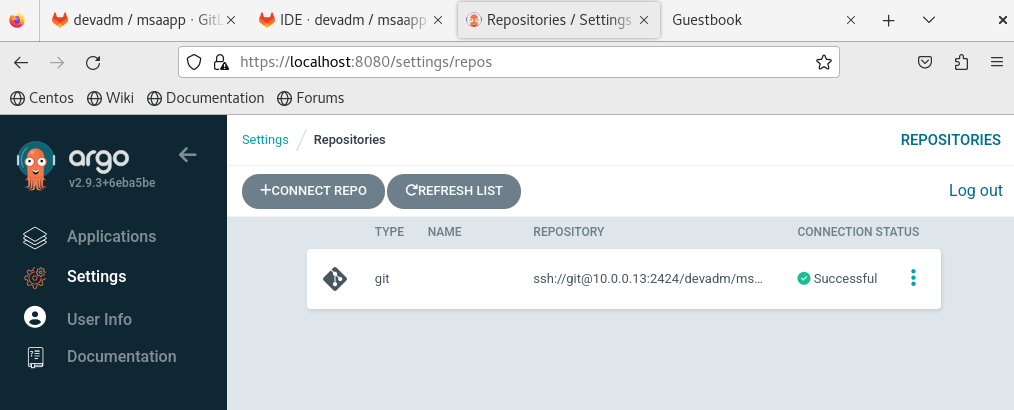 devadm / msaapp · GitL
IDE · devadm / msaapp
Repositories / Settings
Guestbook
https://localhost:8080/settings/repos
Centos
Wiki
Documentation
Forums
argo
v2.9.3+6eba5be
Applications
Settings
User Info
Documentation
Settings / Repositories
REPOSITORIES
+CONNECT REPO
REFRESH LIST
Log out
TYPE NAME REPOSITORY CONNECTION STATUS
git ssh://git@10.0.0.13:2424/devadm/ms... Successful